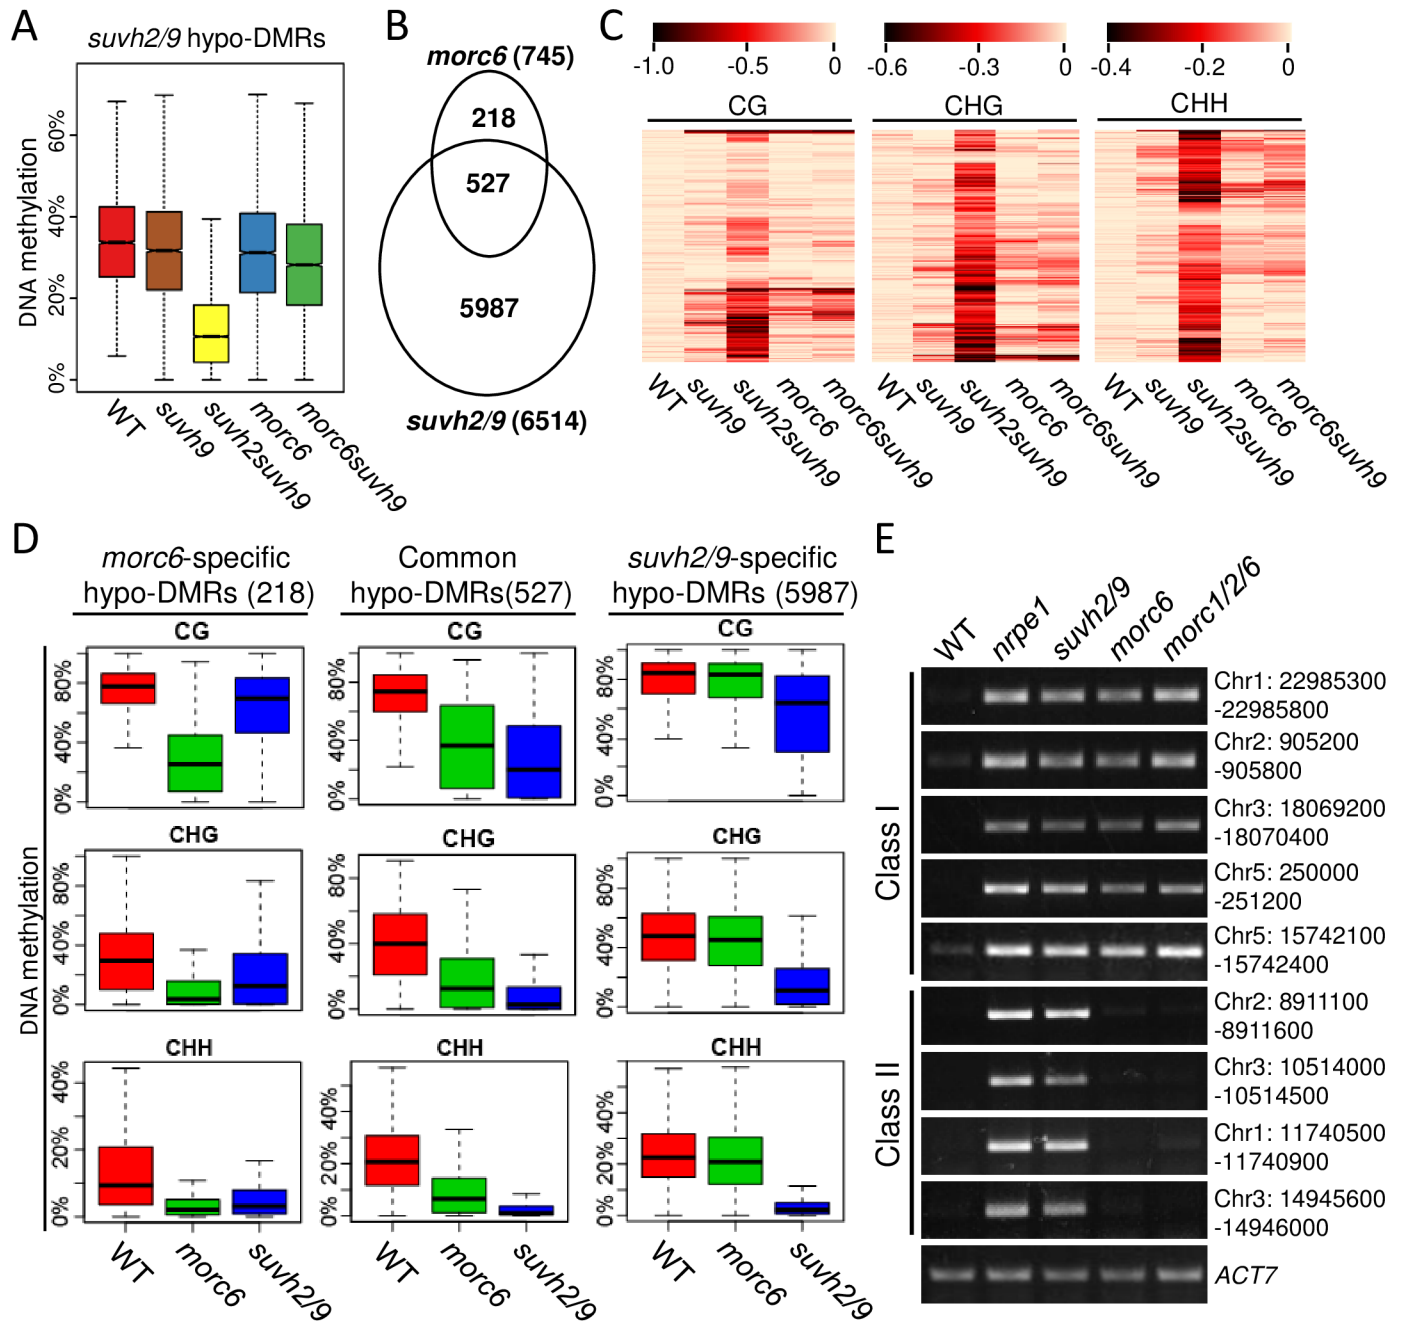 A
suvh2/9 hypo-DMRs
DNA methylation
0%
20%
40%
60%
WT
suvh9
suvh2suvh9
morc6
morc6suvh9
B
morc6 (745)
218
527
5987
suvh2/9 (6514)
C
-1.0 -0.5 0
-0.6 -0.3 0
-0.4 -0.2 0
CG
CHG
CHH
WT
suvh9
suvh2suvh9
morc6
morc6suvh9
WT
suvh9
suvh2suvh9
morc6
morc6suvh9
WT
suvh9
suvh2suvh9
morc6
morc6suvh9
D
morc6-specific
hypo-DMRs (218)
Common
hypo-DMRs(527)
suvh2/9-specific
hypo-DMRs (5987)
DNA methylation
CG
0% 40% 80%
CG
0% 40% 80%
CG
0% 40% 80%
CHG
0% 40% 80%
CHG
0% 40% 80%
CHG
0% 40% 80%
CHH
0% 20% 40%
CHH
0% 20% 40%
CHH
0% 20% 40%
WT
morc6
suvh2/9
WT
morc6
suvh2/9
WT
morc6
suvh2/9
E
WT
nrpe1
suvh2/9
morc6
morc1/2/6
Class I
Chr1: 22985300
-22985800
Chr2: 905200
-905800
Chr3: 18069200
-18070400
Chr5: 250000
-251200
Chr5: 15742100
-15742400
Class II
Chr2: 8911100
-8911600
Chr3: 10514000
-10514500
Chr1: 11740500
-11740900
Chr3: 14945600
-14946000
ACT7